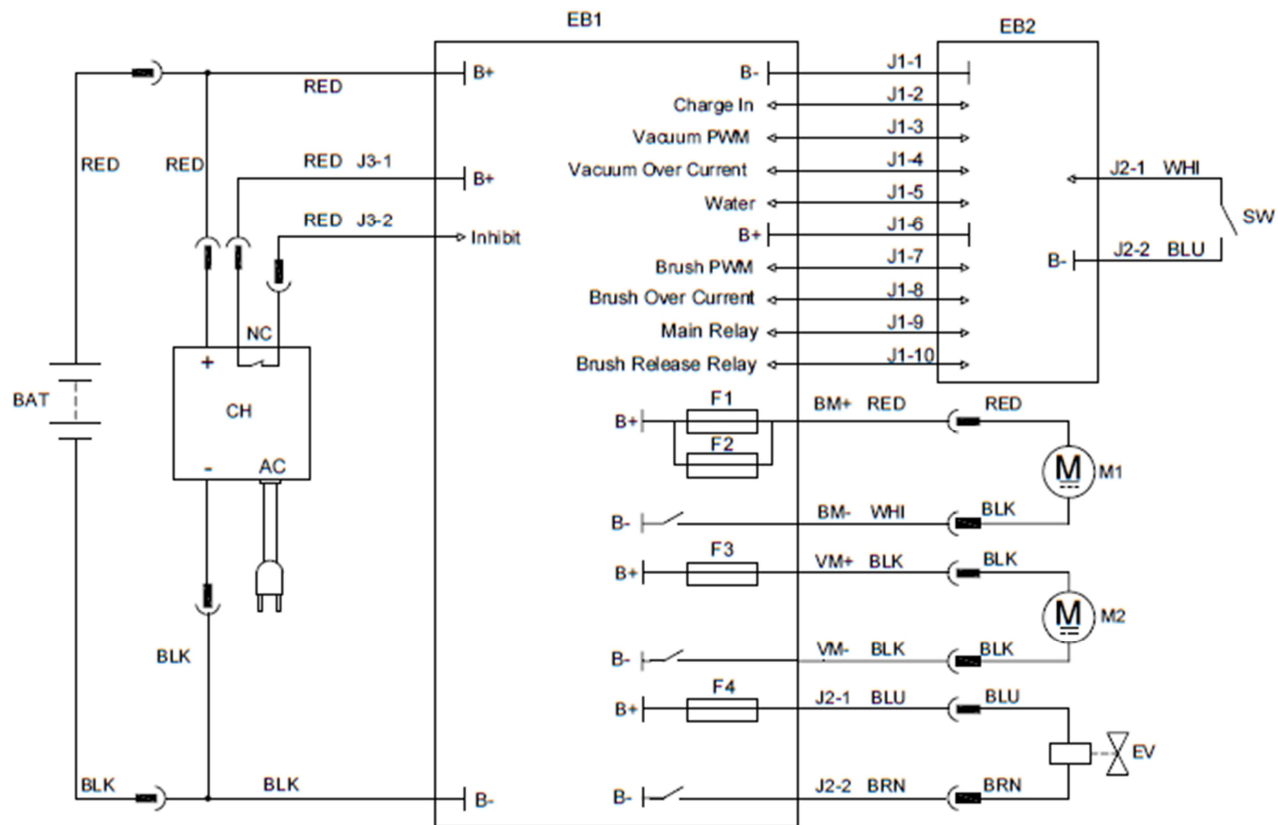 EB1
EB2
RED
B+
B-
J1-1
Charge In
J1-2
Vacuum PWM
J1-3
RED
RED
RED J3-1
B+
Vacuum Over Current
J1-4
J2-1 WHI
Water
J1-5
SW
RED J3-2
Inhibit
B+
J1-6
B-
J2-2 BLU
Brush PWM
J1-7
Brush Over Current
J1-8
NC
Main Relay
J1-9
+
Brush Release Relay
J1-10
BAT
CH
B+
F1
BM+ RED
RED
F2
-
AC
M
M1
B-
BM- WHI
BLK
B+
F3
VM+ BLK
BLK
M
M2
BLK
B-
VM- BLK
BLK
B+
F4
J2-1 BLU
BLU
EV
BLK
BLK
B-
B-
J2-2 BRN
BRN